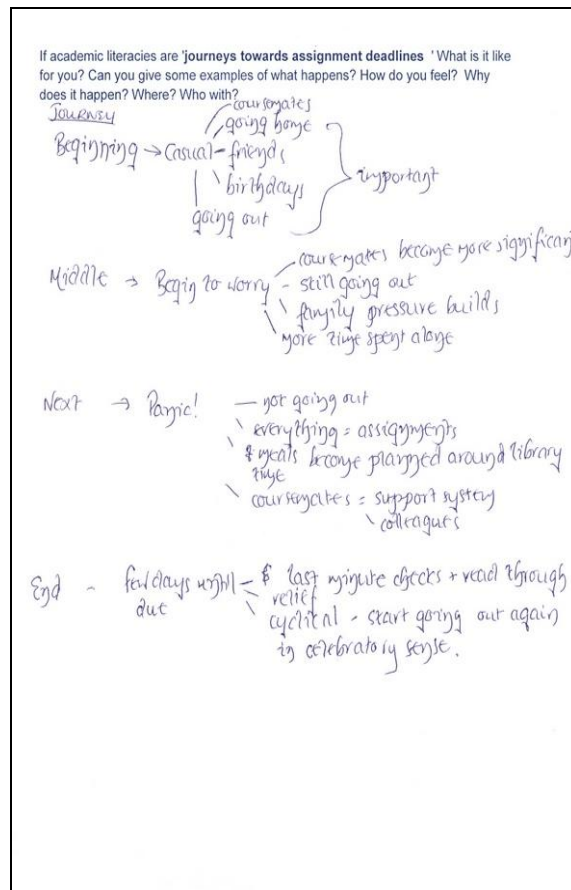 If academic literacies are 'journeys towards assignment deadlines ' What is it like
for you? Can you give some examples of what happens? How do you feel? Why
does it happen? Where? Who with?
JOURNEY
coursemates
going home
Beginning → Casual - friends
birthdays
going out
important
coursemates become more significant
Middle → Begin to worry - still going out
family pressure builds
more time spent alone
Next → Panic! - not going out
everything = assignments
meals become planned around library
time
coursemates = support system
colleagues
End - few days until - last minute checks + read through
due
relief
cyclical - start going out again
in celebratory sense.